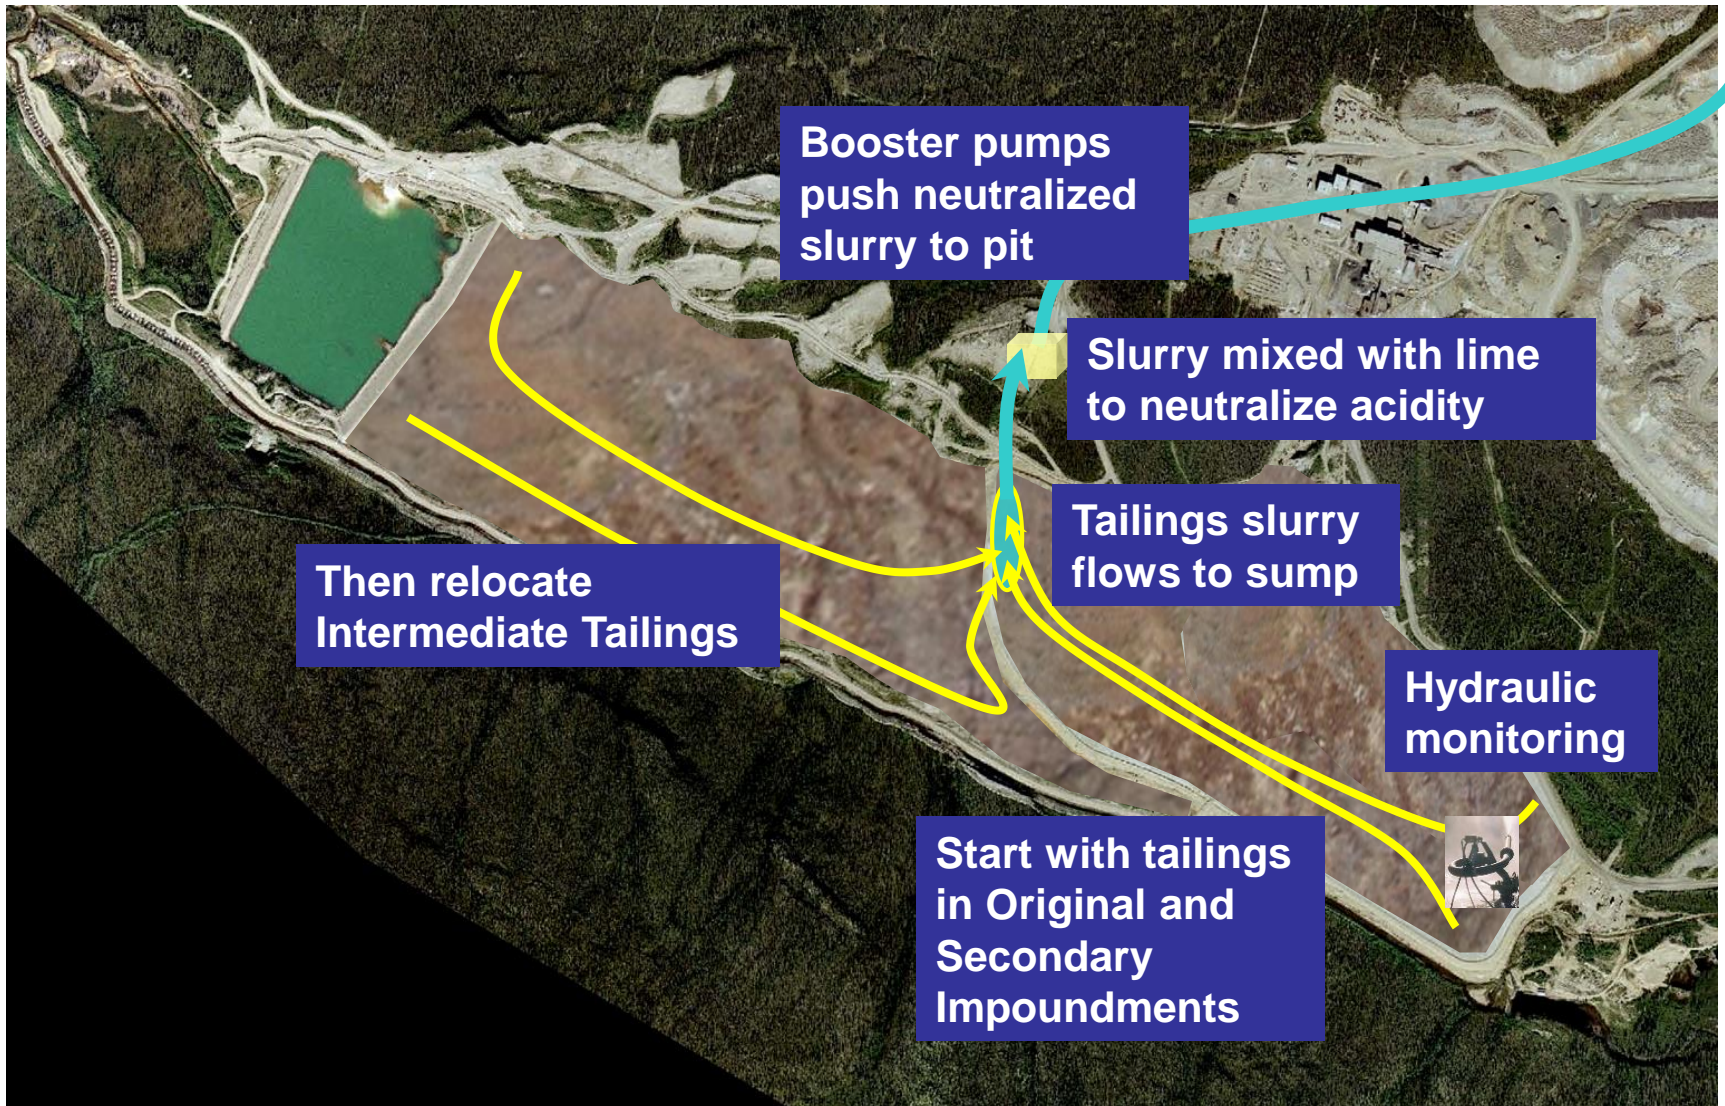 Booster pumps
push neutralized
slurry to pit
Slurry mixed with lime
to neutralize acidity
Tailings slurry
flows to sump
Then relocate
Intermediate Tailings
Hydraulic
monitoring
Start with tailings
in Original and
Secondary
Impoundments